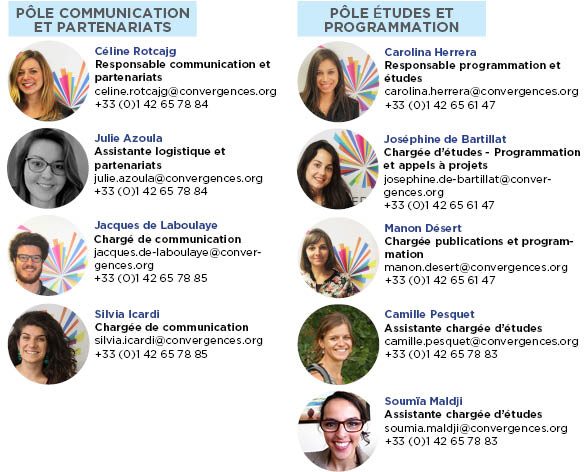 PÔLE COMMUNICATION
ET PARTENARIATS
Céline Rotcajg
Responsable communication et
partenariats
celine.rotcajg@convergences.org
+33 (0)1 42 65 78 84
Julie Azoula
Assistante logistique et
partenariats
julie.azoula@convergences.org
+33 (0)1 42 65 78 84
Jacques de Laboulaye
Chargé de communication
jacques.de-laboulaye@conver-
gences.org
+33 (0)1 42 65 78 85
Silvia Icardi
Chargée de communication
silvia.icardi@convergences.org
+33 (0)1 42 65 78 85
PÔLE ÉTUDES ET
PROGRAMMATION
Carolina Herrera
Responsable programmation et
études
carolina.herrera@convergences.org
+33 (0)1 42 65 61 47
Joséphine de Bartillat
Chargée d'études - Programmation
et appels à projets
josephine.de-bartillat@conver-
gences.org
+33 (0)1 42 65 61 47
Manon Désert
Chargée publications et program-
mation
manon.desert@convergences.org
+33 (0)1 42 65 61 47
Camille Pesquet
Assistante chargée d'études
camille.pesquet@convergences.org
+33 (0)1 42 65 78 83
Soumïa Maldji
Assistante chargée d'études
soumia.maldji@convergences.org
+33 (0)1 42 65 78 83